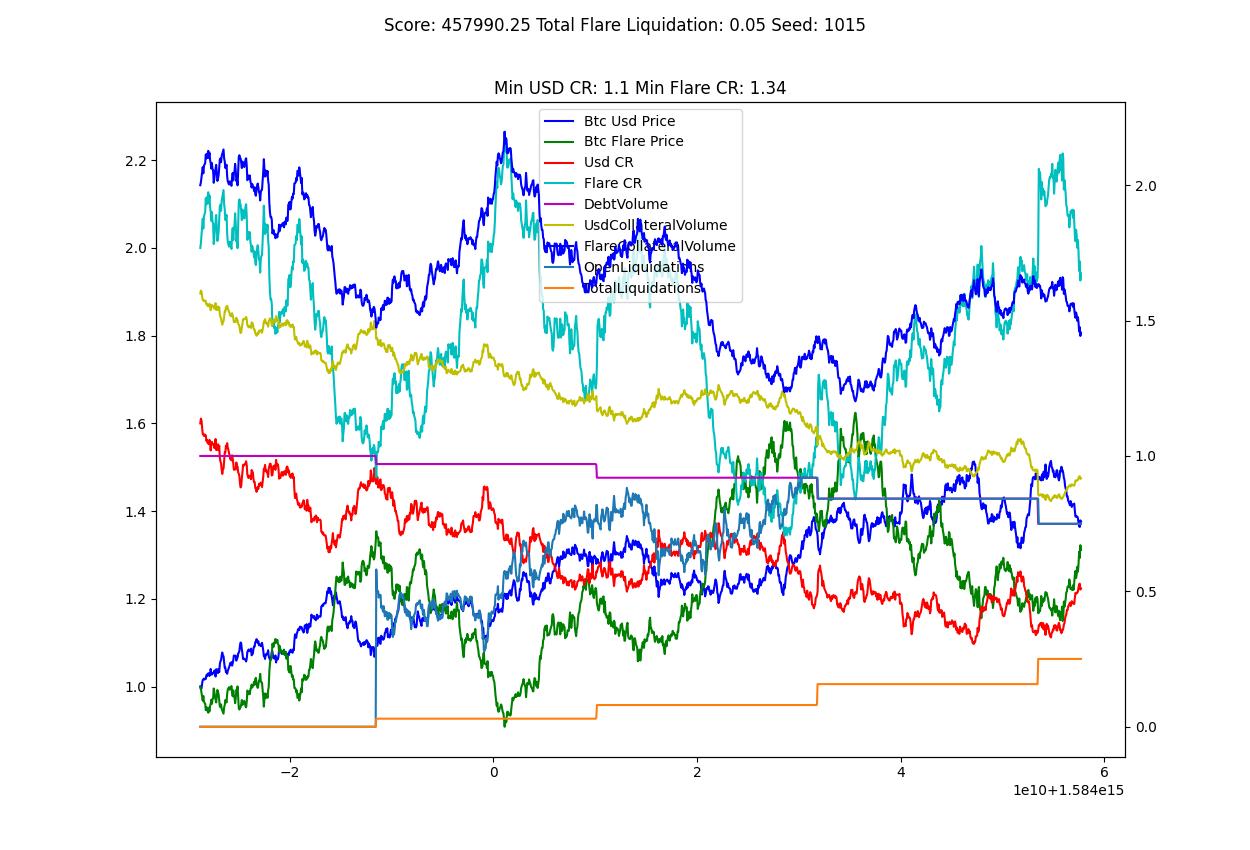 Score: 457990.25 Total Flare Liquidation: 0.05 Seed: 1015
Min USD CR: 1.1 Min Flare CR: 1.34
Btc Usd Price
Btc Flare Price
Usd CR
Flare CR
DebtVolume
UsdCollateralVolume
FlareCollateralVolume
OpenLiquidations
TotalLiquidations
2.2
2.0
1.8
1.6
1.4
1.2
1.0
2.0
1.5
1.0
0.5
0.0
−2
0
2
4
6
1e10+1.584e15